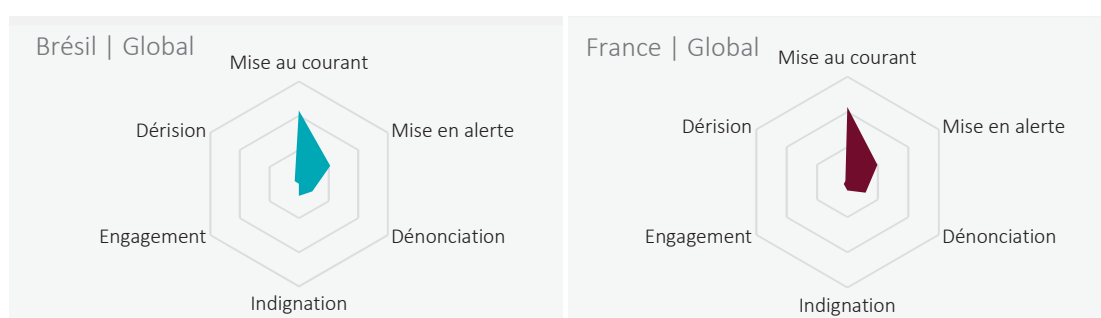 Brésil | Global
Mise au courant
Dérision
Mise en alerte
Engagement
Dénonciation
Indignation
France | Global
Mise au courant
Dérision
Mise en alerte
Engagement
Dénonciation
Indignation